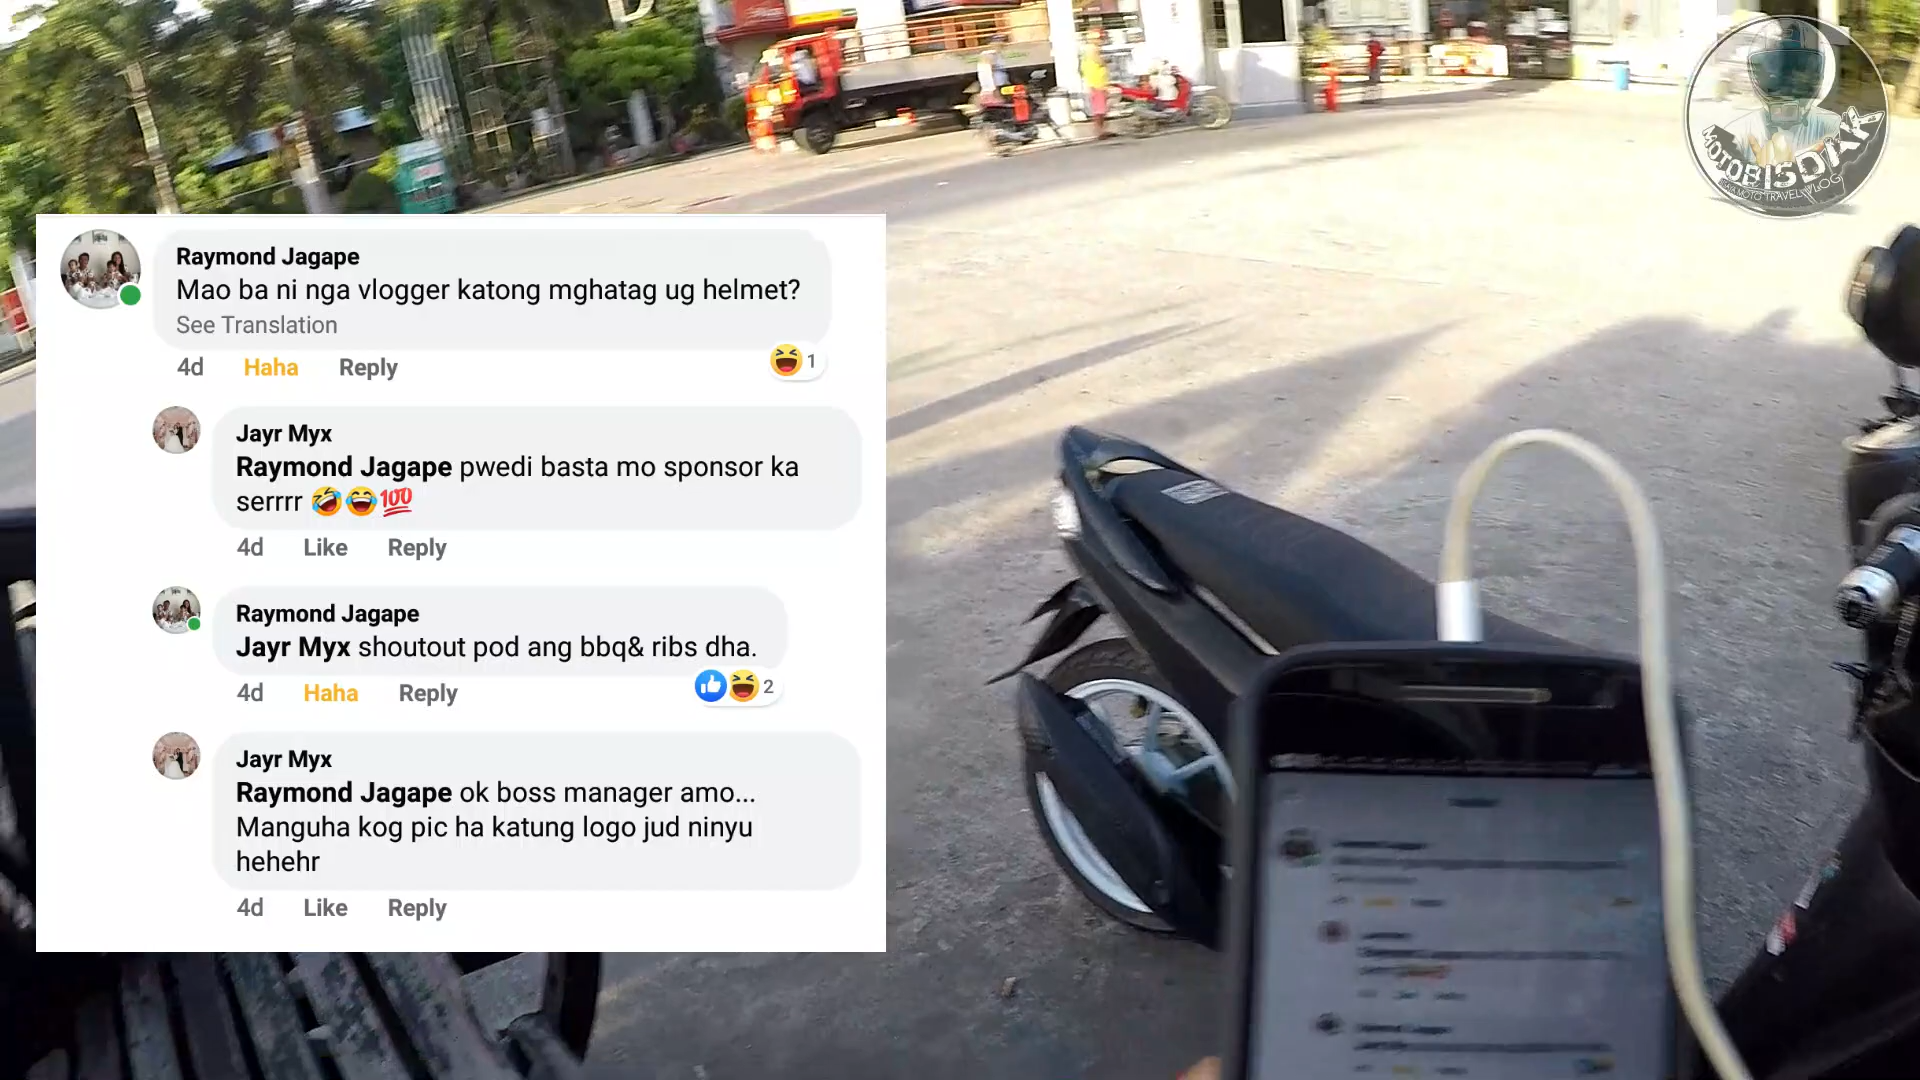 MOTOBISDAK
MOTO TRAVEL VLOG
Raymond Jagape
Mao ba ni nga vlogger katong mghatag ug helmet?
See Translation
4d Haha Reply 1
Jayr Myx
Raymond Jagape pwedi basta mo sponsor ka
serrrr 🤣😂💯
4d Like Reply
Raymond Jagape
Jayr Myx shoutout pod ang bbq& ribs dha.
4d Haha Reply 2
Jayr Myx
Raymond Jagape ok boss manager amo...
Manguha kog pic ha katung logo jud ninyu
hehehr
4d Like Reply